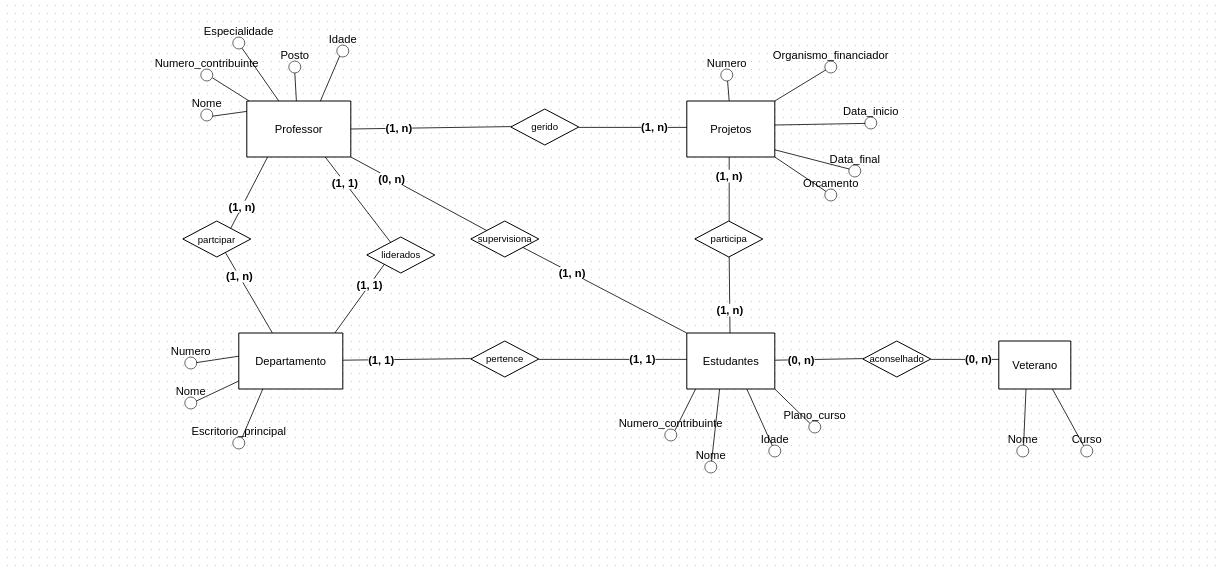 Especialidade
Idade
Numero_contribuinte
Posto
Nome
Professor
(1, n)
gerido
(1, n)
Numero
Organismo_financiador
Projetos
Data_inicio
Data_final
Orcamento
(1, n)
(1, 1)
(0, n)
(1, n)
partcipar
liderados
supervisiona
participa
(1, n)
(1, 1)
(1, n)
(1, n)
Numero
Departamento
Nome
Escritorio_principal
(1, 1)
pertence
(1, 1)
Estudantes
(0, n)
aconselhado
(0, n)
Veterano
Numero_contribuinte
Nome
Idade
Plano_curso
Nome
Curso